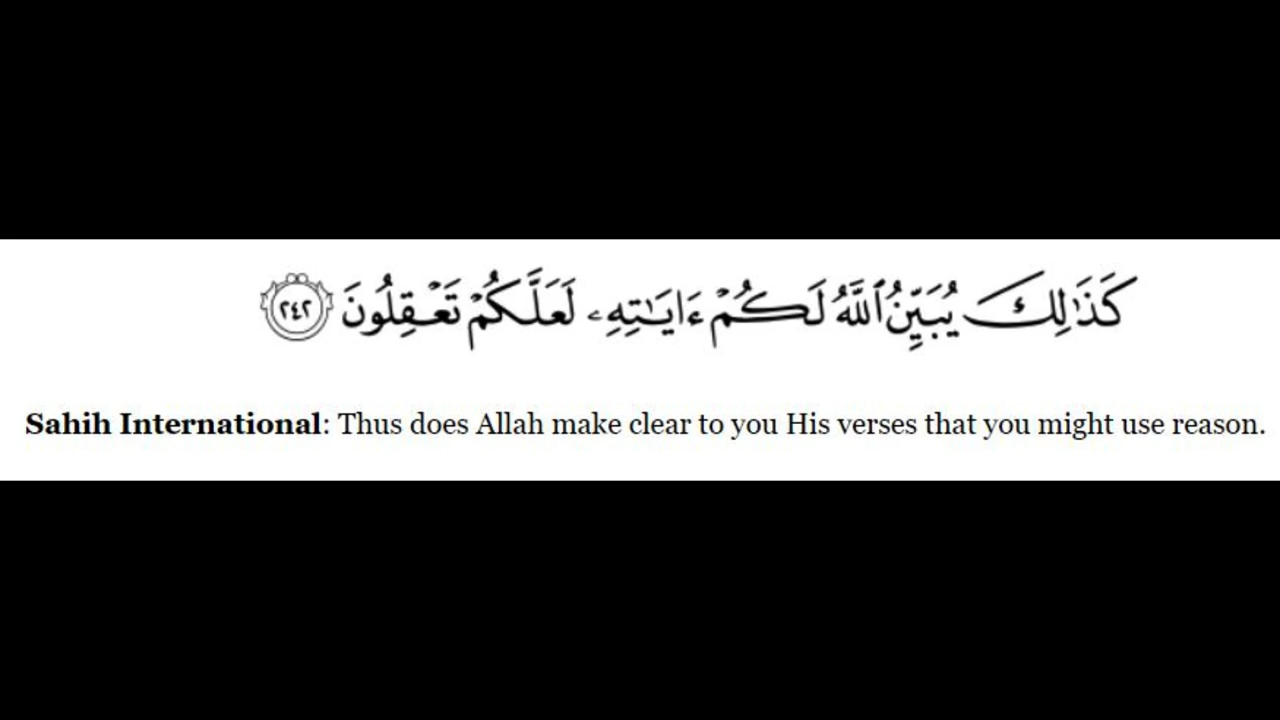 كَذَٰلِكَ يُبَيِّنُ ٱللَّهُ لَكُمْ ءَايَـٰتِهِۦ لَعَلَّكُمْ تَعْقِلُونَ ٢٤٢
Sahih International: Thus does Allah make clear to you His verses that you might use reason.